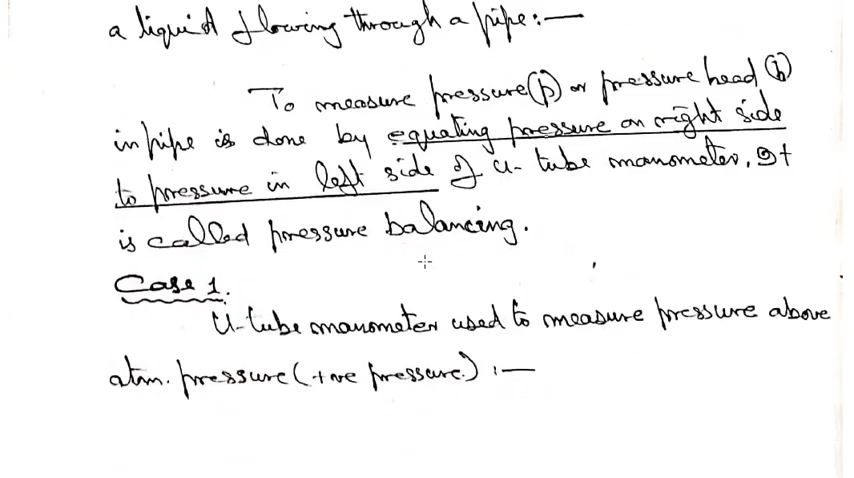 a liquid flowing through a pipe:—
To measure pressure(p) or pressure head (h)
in pipe is done by equating pressure on right side
to pressure in left side of U-tube manometer. It
is called pressure balancing.
Case 1.
U-tube manometer used to measure pressure above
atm. pressure (+ve pressure) :—